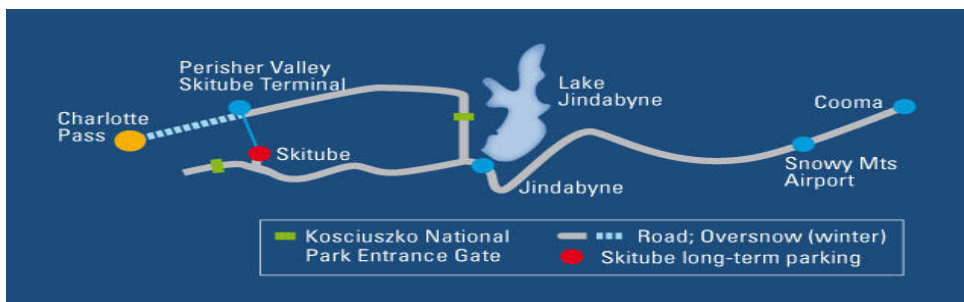 Perisher Valley
Skitube Terminal
Lake
Jindabyne
Cooma
Charlotte
Pass
Skitube
Snowy Mts
Airport
Jindabyne
Kosciuszko National
Park Entrance Gate
Road; Oversnow (winter)
Skitube long-term parking